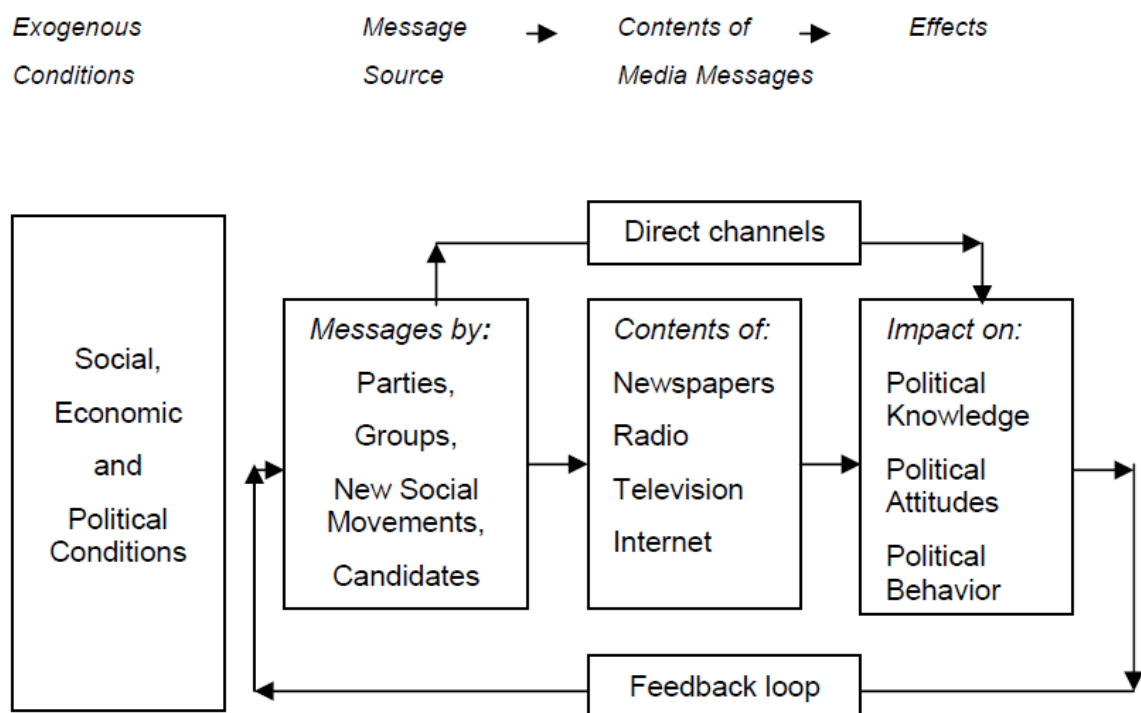 Exogenous
Conditions
Message
Source
Contents of
Media Messages
Effects
Direct channels
Social,
Economic
and
Political
Conditions
Messages by:
Parties,
Groups,
New Social
Movements,
Candidates
Contents of:
Newspapers
Radio
Television
Internet
Impact on:
Political
Knowledge
Political
Attitudes
Political
Behavior
Feedback loop